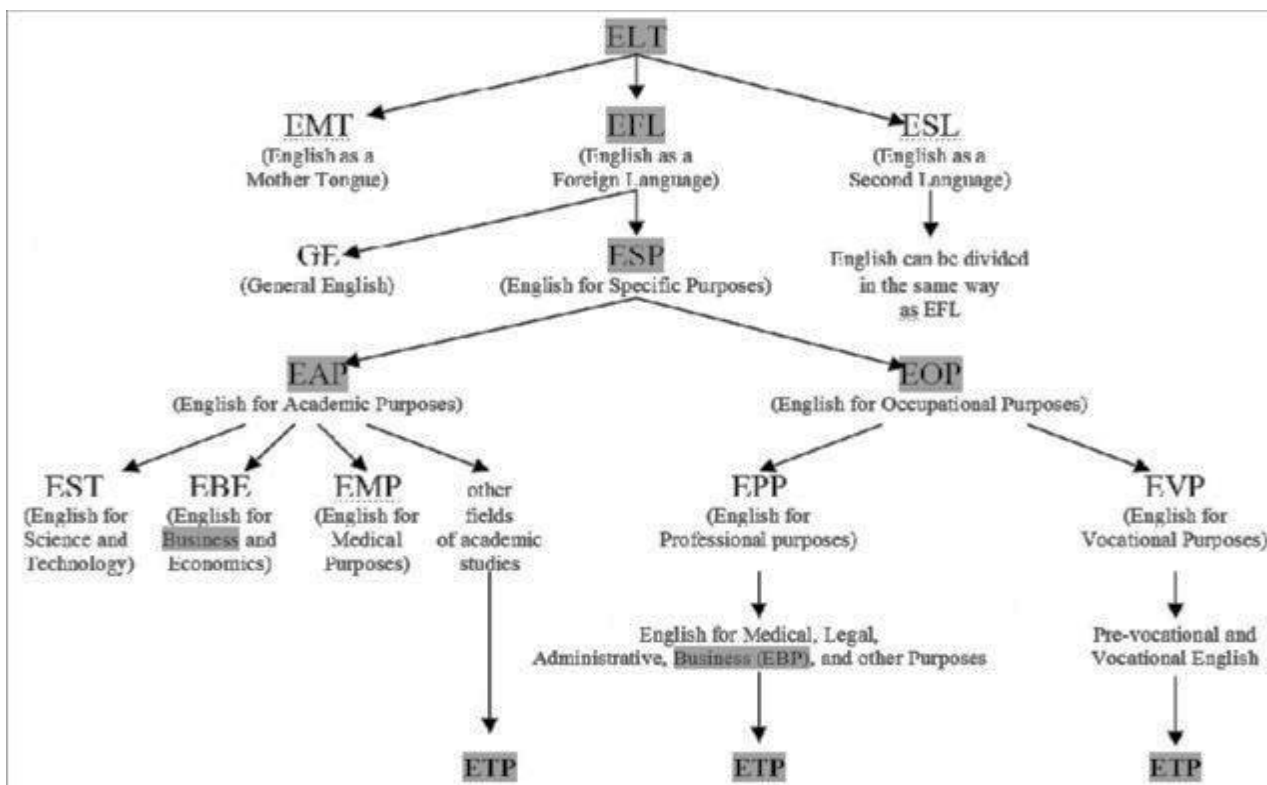 ELT
EMT
EFL
ESL
(English as a
Mother Tongue)
(English as a
Foreign Language)
(English as a
Second Language)
GE
(General English)
ESP
(English for Specific Purposes)
English can be divided
in the same way
as EFL
EAP
(English for Academic Purposes)
EOP
(English for Occupational Purposes)
EST
(English for
Science and
Technology)
EBE
(English for
Business and
Economics)
EMP
(English for
Medical
Purposes)
other
fields
of academic
studies
EPP
(English for
Professional purposes)
EVP
(English for
Vocational Purposes)
English for Medical, Legal,
Administrative, Business (EBP), and other Purposes
Pre-vocational and
Vocational English
ETP
ETP
ETP